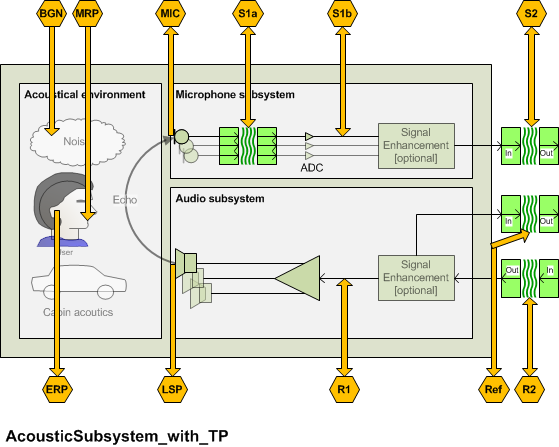 BGN MRP MIC S1a S1b S2
Acoustical environment
Microphone subsystem
Noise
Signal
Enhancement
[optional]
In Out
ADC
Echo
Audio subsystem
In Out
User
Signal
Enhancement
[optional]
Out In
Cabin acoutics
ERP LSP R1 Ref R2
AcousticSubsystem_with_TP